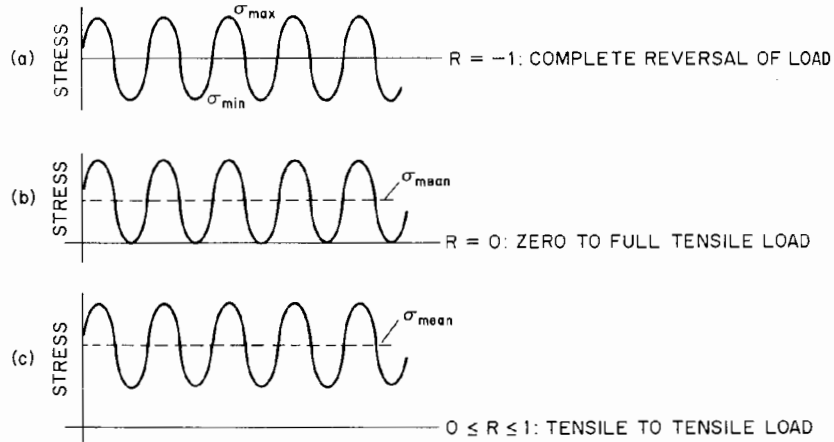 (a)
STRESS
σmax
σmin
R = −1: COMPLETE REVERSAL OF LOAD
(b)
STRESS
σmean
R = 0: ZERO TO FULL TENSILE LOAD
(c)
STRESS
σmean
0 ≤ R ≤ 1: TENSILE TO TENSILE LOAD